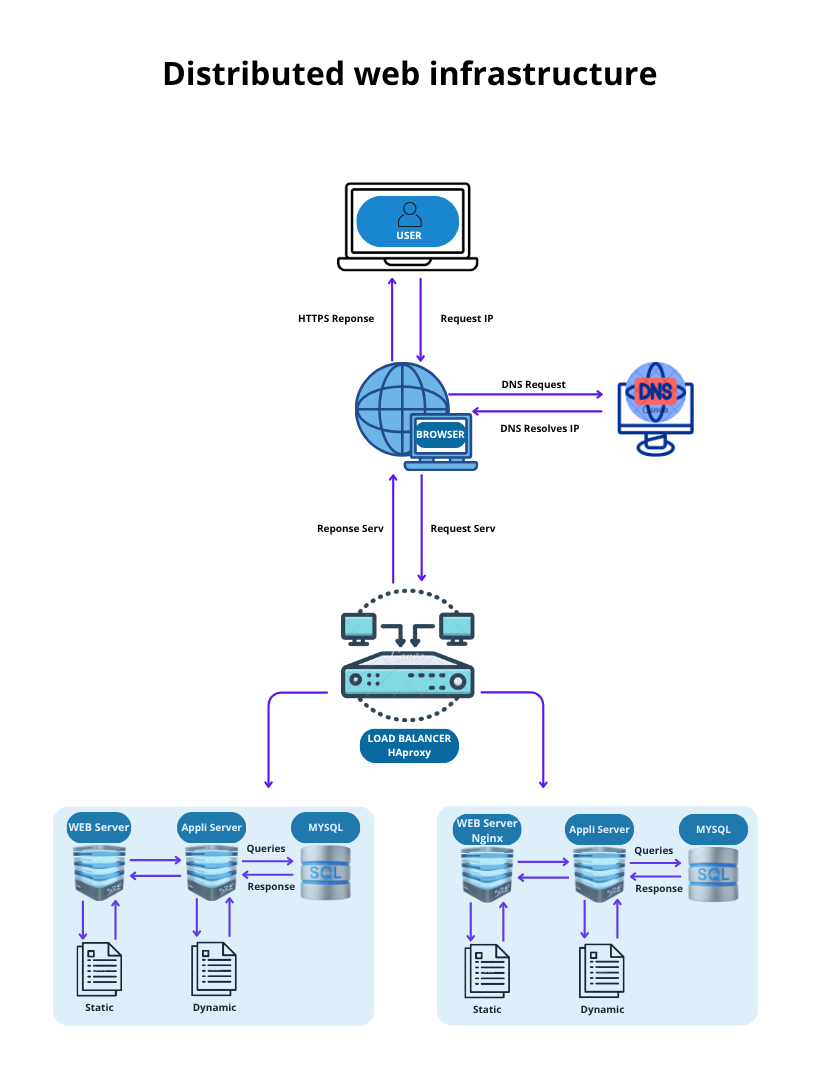 Distributed web infrastructure
USER
HTTPS Reponse
Request IP
DNS Request
DNS
DNS Resolves IP
BROWSER
Reponse Serv
Request Serv
LOAD BALANCER
HAproxy
WEB Server
Appli Server
MYSQL
Queries
SQL
Response
Static
Dynamic
WEB Server
Nginx
Appli Server
MYSQL
Queries
SQL
Response
Static
Dynamic